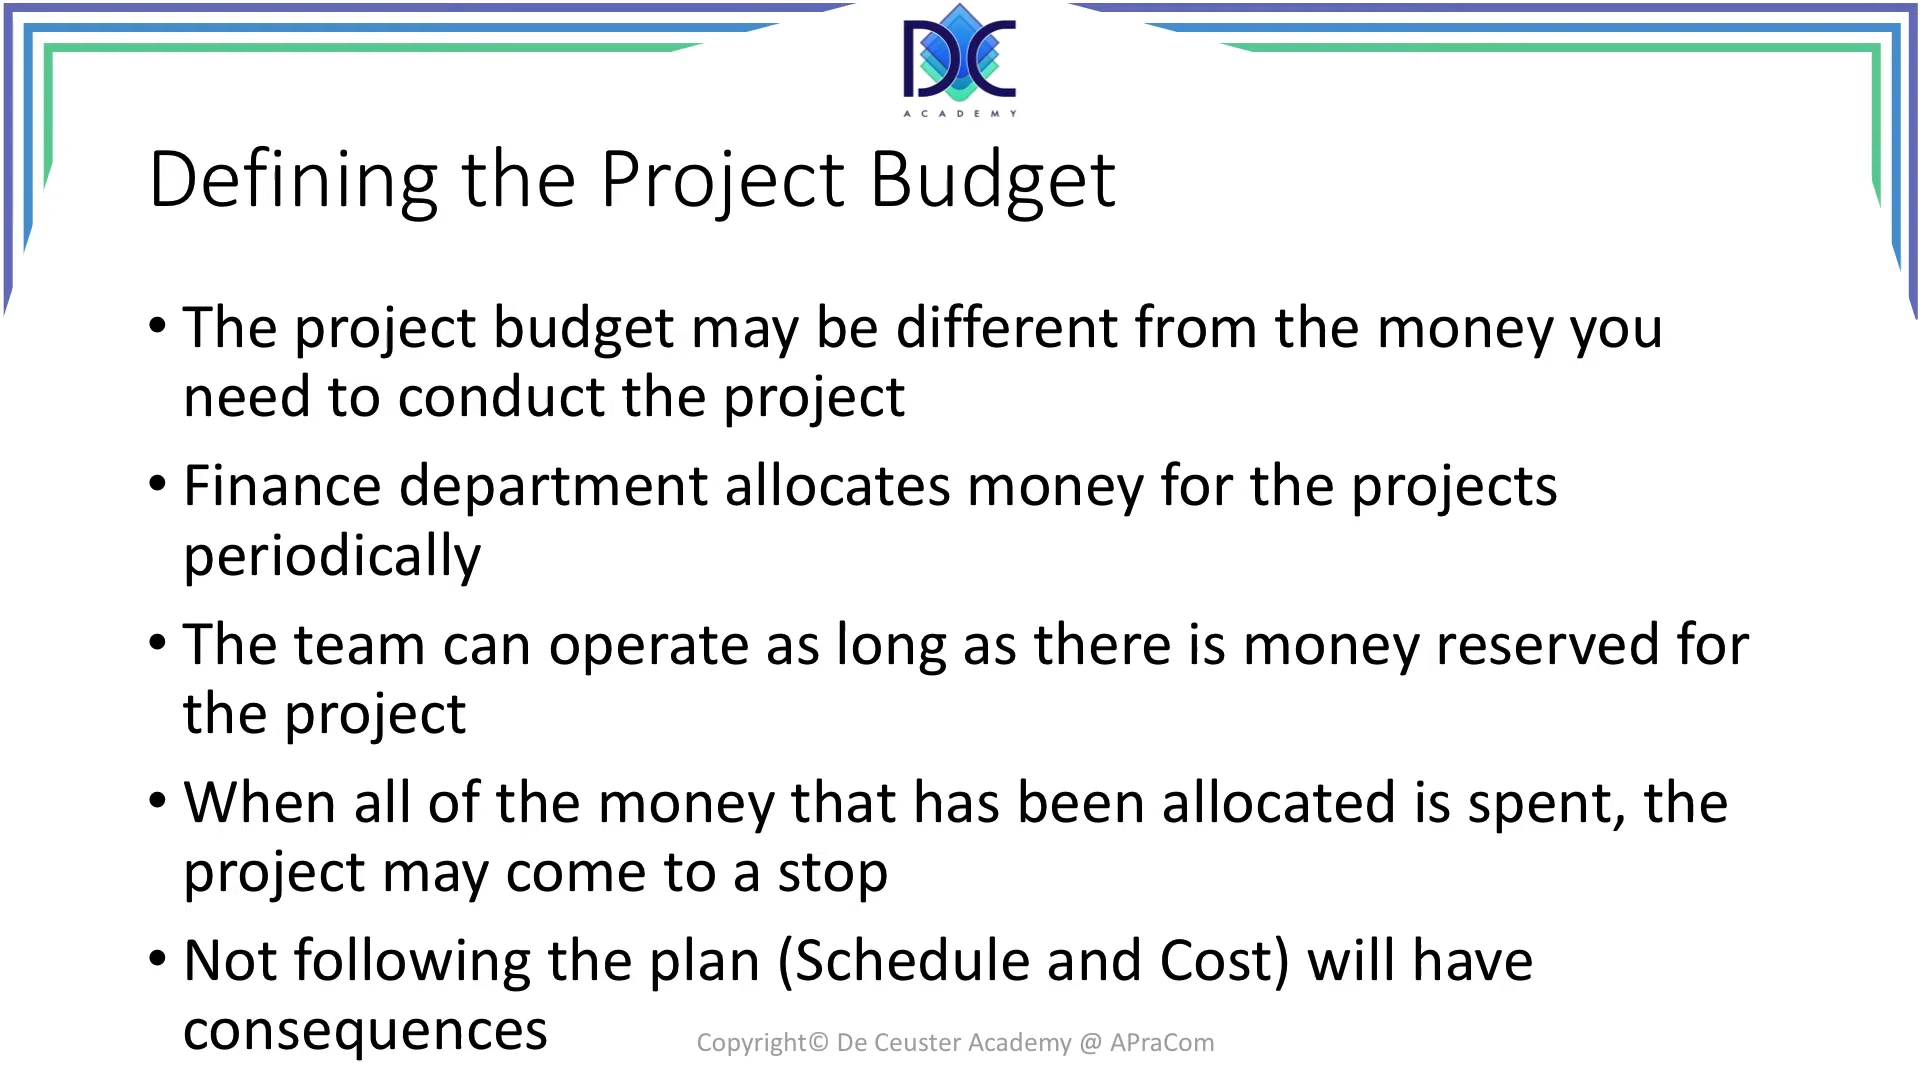 DC
ACADEMY
Defining the Project Budget
• The project budget may be different from the money you
need to conduct the project
• Finance department allocates money for the projects
periodically
• The team can operate as long as there is money reserved for
the project
• When all of the money that has been allocated is spent, the
project may come to a stop
• Not following the plan (Schedule and Cost) will have
consequences
Copyright© De Ceuster Academy @ APraCom